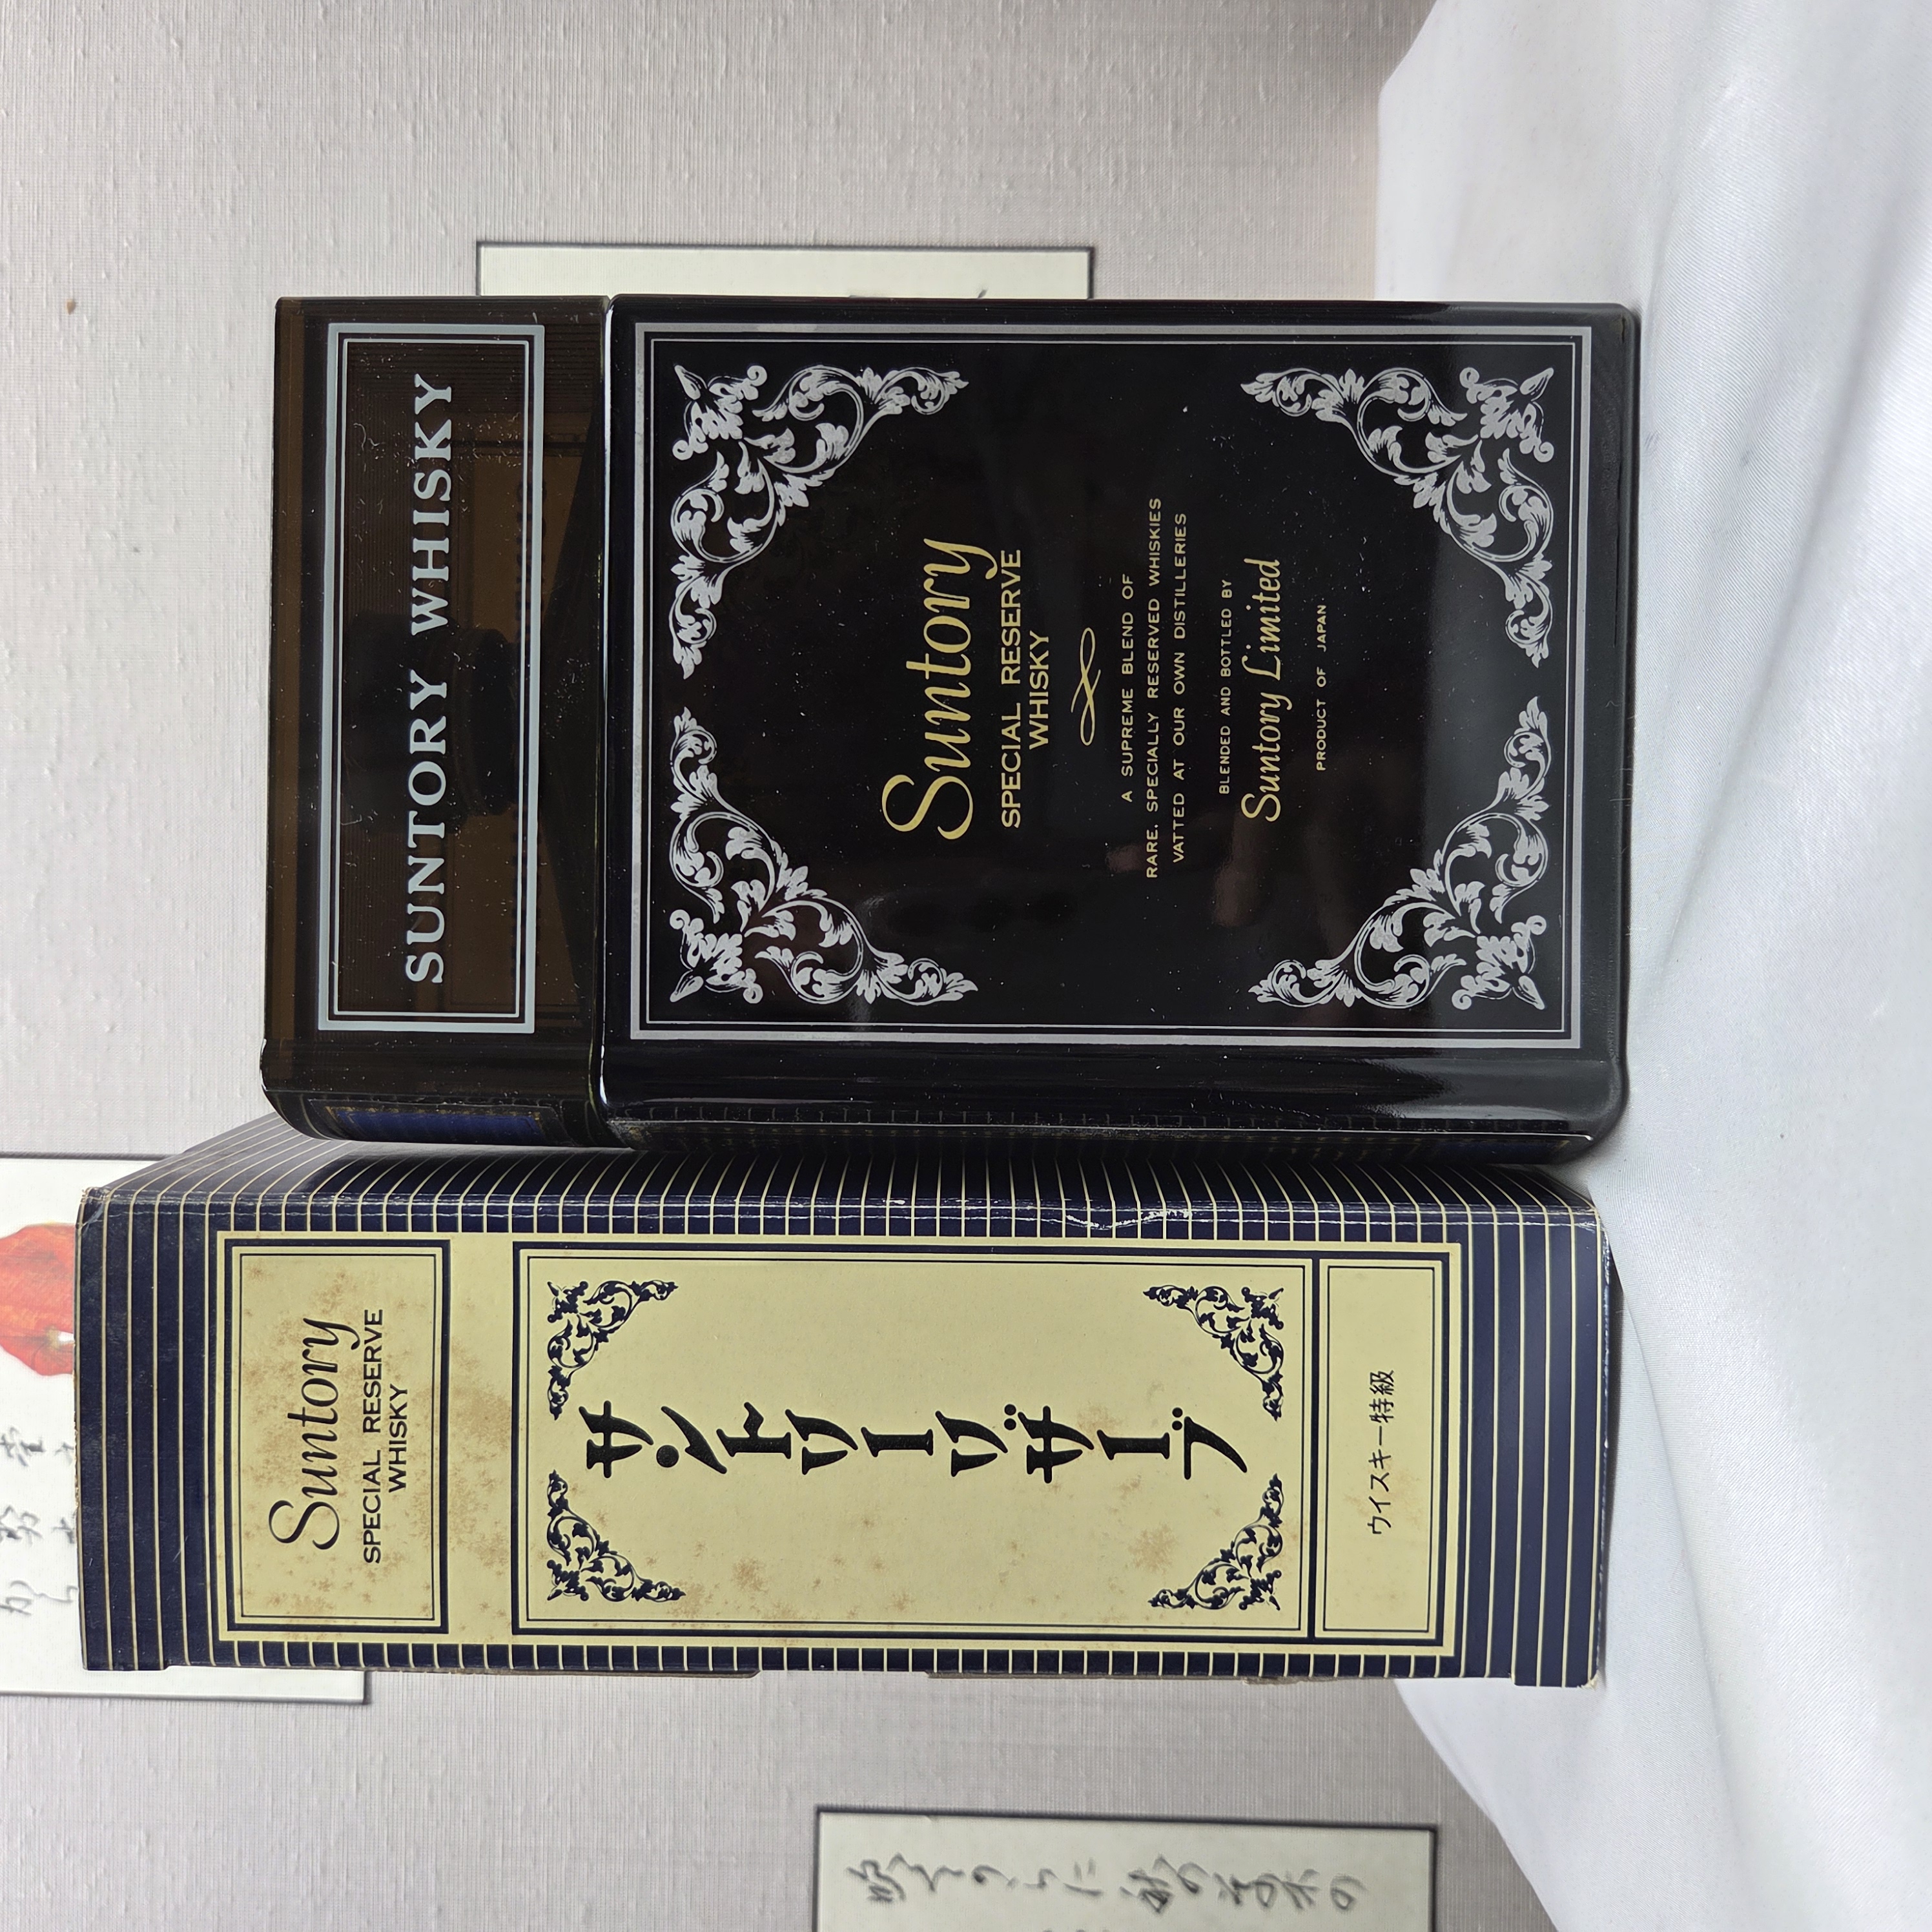 Suntory
SPECIAL RESERVE
WHISKY
サントリーリザーブ
ウイスキー特級
SUNTORY WHISKY
Suntory
SPECIAL RESERVE
WHISKY
A SUPREME BLEND OF
RARE, SPECIALLY RESERVED WHISKIES
VATTED AT OUR OWN DISTILLERIES
BLENDED AND BOTTLED BY
Suntory Limited
PRODUCT OF JAPAN